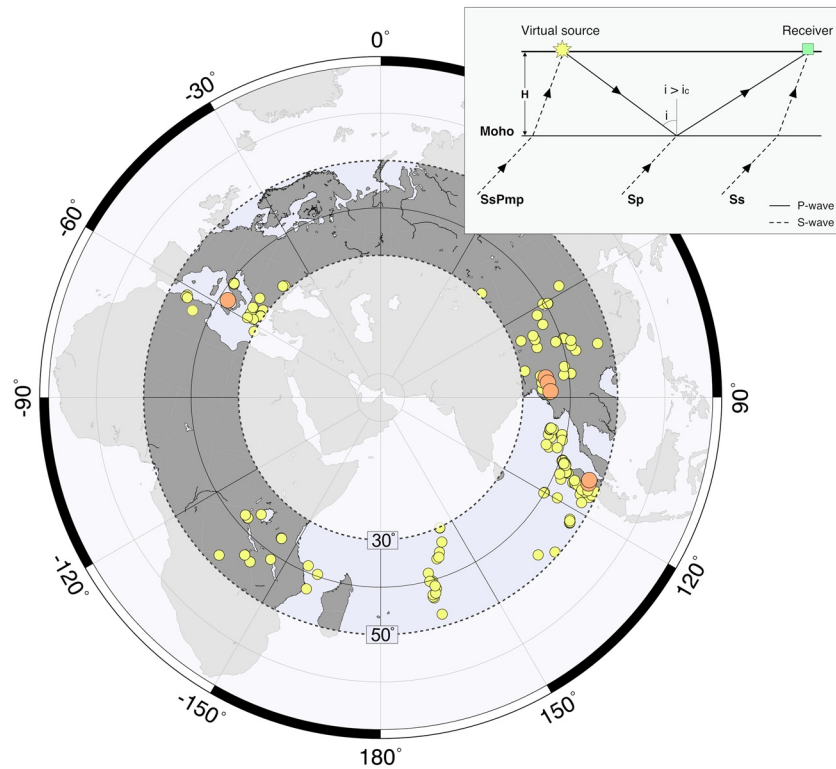 Virtual source
Receiver
H
i > ic
i
Moho
SsPmp
Sp
Ss
P-wave
S-wave
0°
-30°
-60°
-90°
-120°
-150°
180°
150°
120°
90°
30°
50°